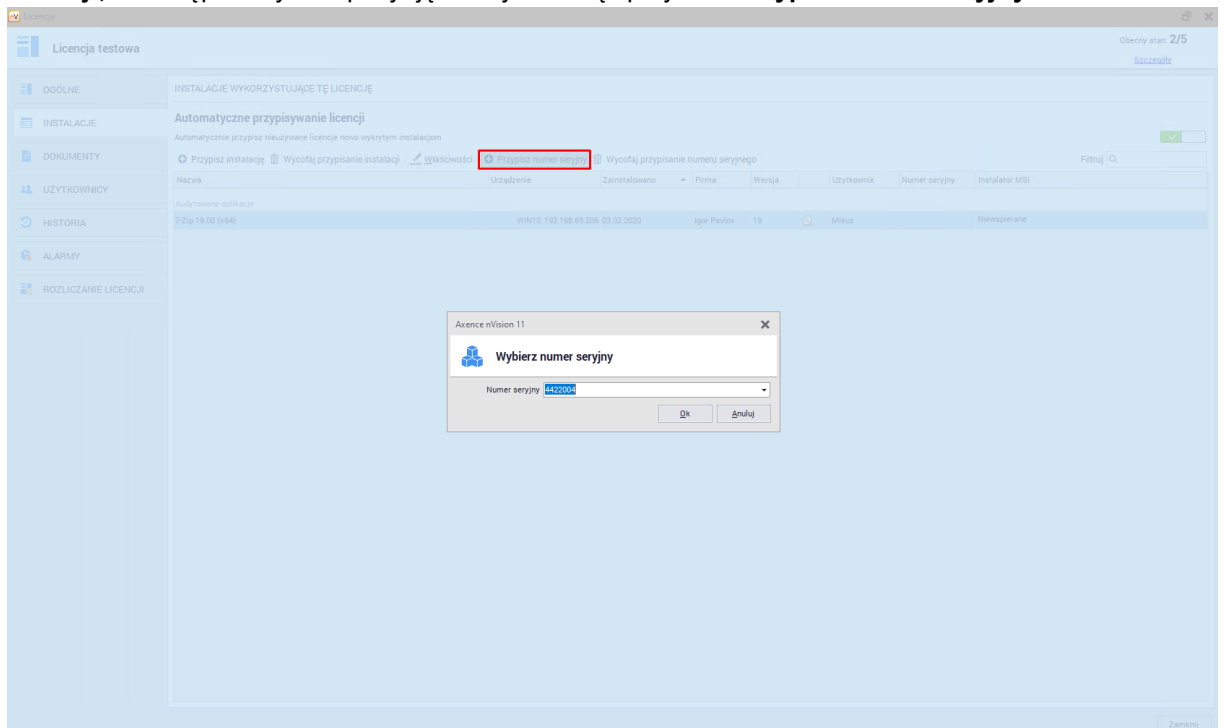 Licencja
Licencja testowa
Obecny stan: 2/5
Szczegóły
OGÓLNE
INSTALACJE
DOKUMENTY
UŻYTKOWNICY
HISTORIA
ALARMY
ROZLICZANIE LICENCJI
INSTALACJE WYKORZYSTUJĄCE TĘ LICENCJĘ
Automatyczne przypisywanie licencji
Automatycznie przypisz nieużywane licencje nowo wykrytym instalacjom
Przypisz instalację Wycofaj przypisanie instalacji Właściwości Przypisz numer seryjny Wycofaj przypisanie numeru seryjnego Filtruj
Nazwa Urządzenie Zainstalowano Firma Wersja Użytkownik Numer seryjny Instalator MSI
Audytowane aplikacje
7-Zip 19.00 (x64) WIN10, 192.168.69.206 03.02.2020 Igor Pavlov 19 Mikuz Niewspierane
Axence nVision 11
Wybierz numer seryjny
Numer seryjny 4422004
Ok Anuluj
Zamknij